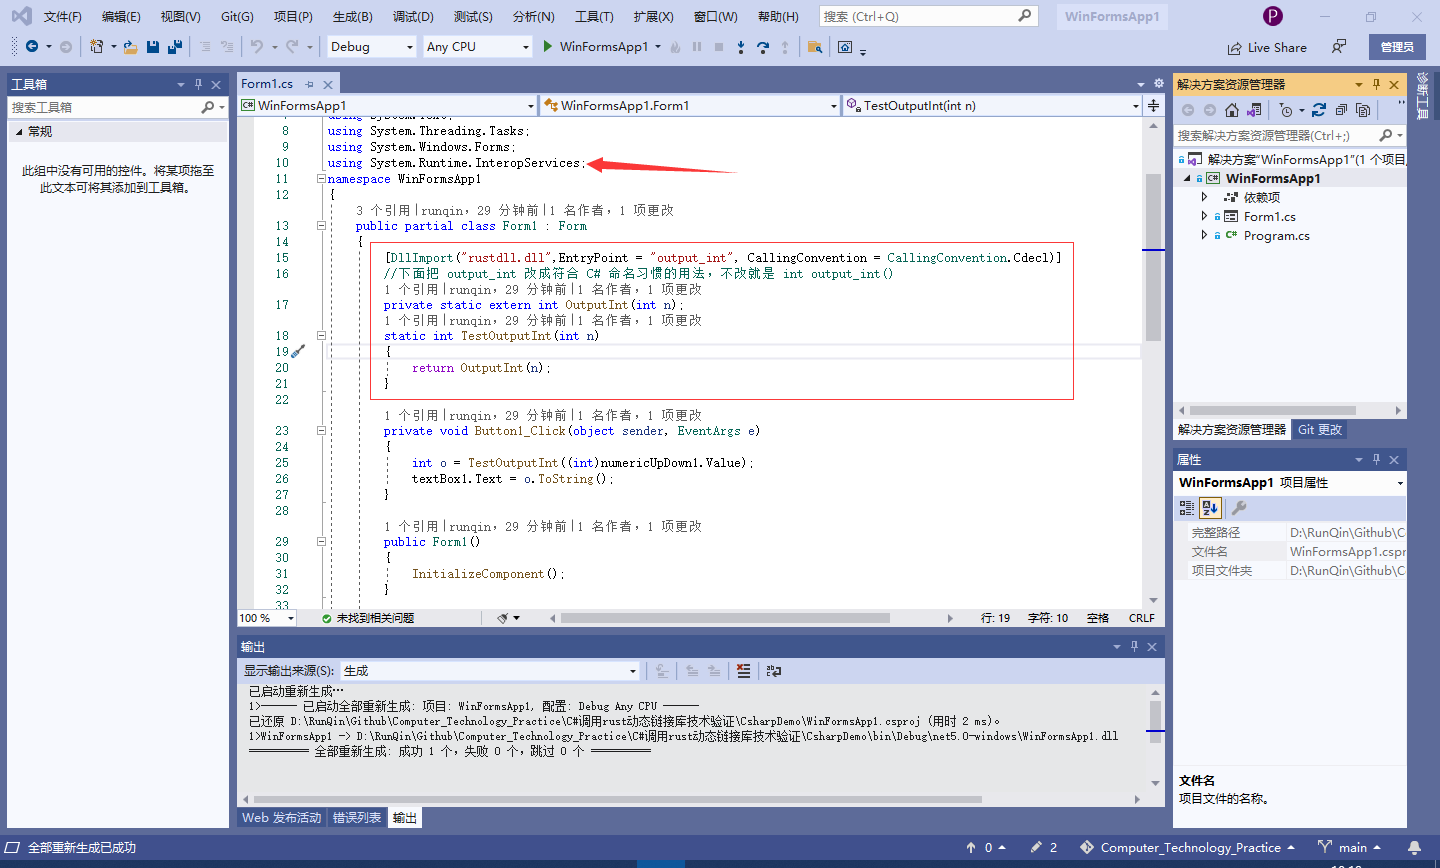 文件(F) 编辑(E) 视图(V) Git(G) 项目(P) 生成(B) 调试(D) 测试(S) 分析(N) 工具(T) 扩展(X) 窗口(W) 帮助(H) 搜索 (Ctrl+Q) WinFormsApp1 P
Debug Any CPU WinFormsApp1 Live Share 管理员
工具箱
搜索工具箱
常规
此组中没有可用的控件。将某项拖至
此文本可将其添加到工具箱。
Form1.cs
WinFormsApp1 WinFormsApp1.Form1 TestOutputInt(int n)
8 using System.Threading.Tasks;
9 using System.Windows.Forms;
10 using System.Runtime.InteropServices;
11 namespace WinFormsApp1
12 {
3 个引用|runqin，29 分钟前|1 名作者，1 项更改
13 public partial class Form1 : Form
14 {
15 [DllImport("rustdll.dll",EntryPoint = "output_int", CallingConvention = CallingConvention.Cdecl)]
16 //下面把 output_int 改成符合 C# 命名习惯的用法，不改就是 int output_int()
1 个引用|runqin，29 分钟前|1 名作者，1 项更改
17 private static extern int OutputInt(int n);
1 个引用|runqin，29 分钟前|1 名作者，1 项更改
18 static int TestOutputInt(int n)
19 {
20 return OutputInt(n);
21 }
22
1 个引用|runqin，29 分钟前|1 名作者，1 项更改
23 private void Button1_Click(object sender, EventArgs e)
24 {
25 int o = TestOutputInt((int)numericUpDown1.Value);
26 textBox1.Text = o.ToString();
27 }
28
1 个引用|runqin，29 分钟前|1 名作者，1 项更改
29 public Form1()
30 {
31 InitializeComponent();
32 }
33
100 % 未找到相关问题 行: 19 字符: 10 空格 CRLF
输出
显示输出来源(S): 生成
已启动重新生成…
1>------ 已启动全部重新生成: 项目: WinFormsApp1, 配置: Debug Any CPU ------
已还原 D:\RunQin\Github\Computer_Technology_Practice\C#调用rust动态链接库技术验证\CsharpDemo\WinFormsApp1.csproj (用时 2 ms)。
1>WinFormsApp1 -> D:\RunQin\Github\Computer_Technology_Practice\C#调用rust动态链接库技术验证\CsharpDemo\bin\Debug\net5.0-windows\WinFormsApp1.dll
========== 全部重新生成: 成功 1 个，失败 0 个，跳过 0 个 ==========
Web 发布活动 错误列表 输出
解决方案资源管理器
搜索解决方案资源管理器(Ctrl+;)
解决方案"WinFormsApp1"(1 个项目,
C# WinFormsApp1
依赖项
Form1.cs
C# Program.cs
解决方案资源管理器 Git 更改
诊断工具
属性
WinFormsApp1 项目属性
完整路径 D:\RunQin\Github\C
文件名 WinFormsApp1.cspr
项目文件夹 D:\RunQin\Github\C
文件名
项目文件的名称。
全部重新生成已成功 0 2 Computer_Technology_Practice main